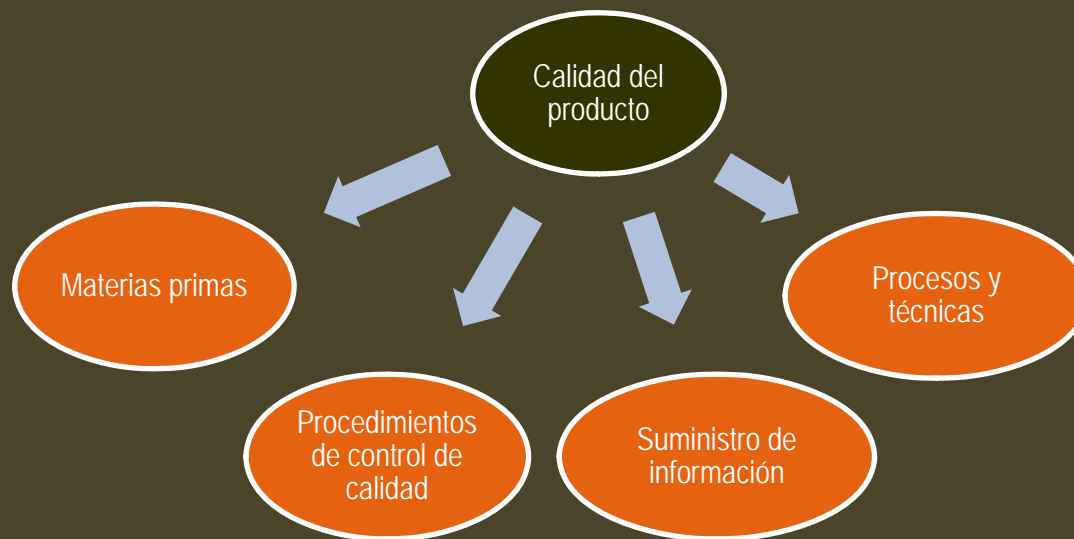 Calidad del
producto
Materias primas
Procesos y
técnicas
Procedimientos
de control de
calidad
Suministro de
información